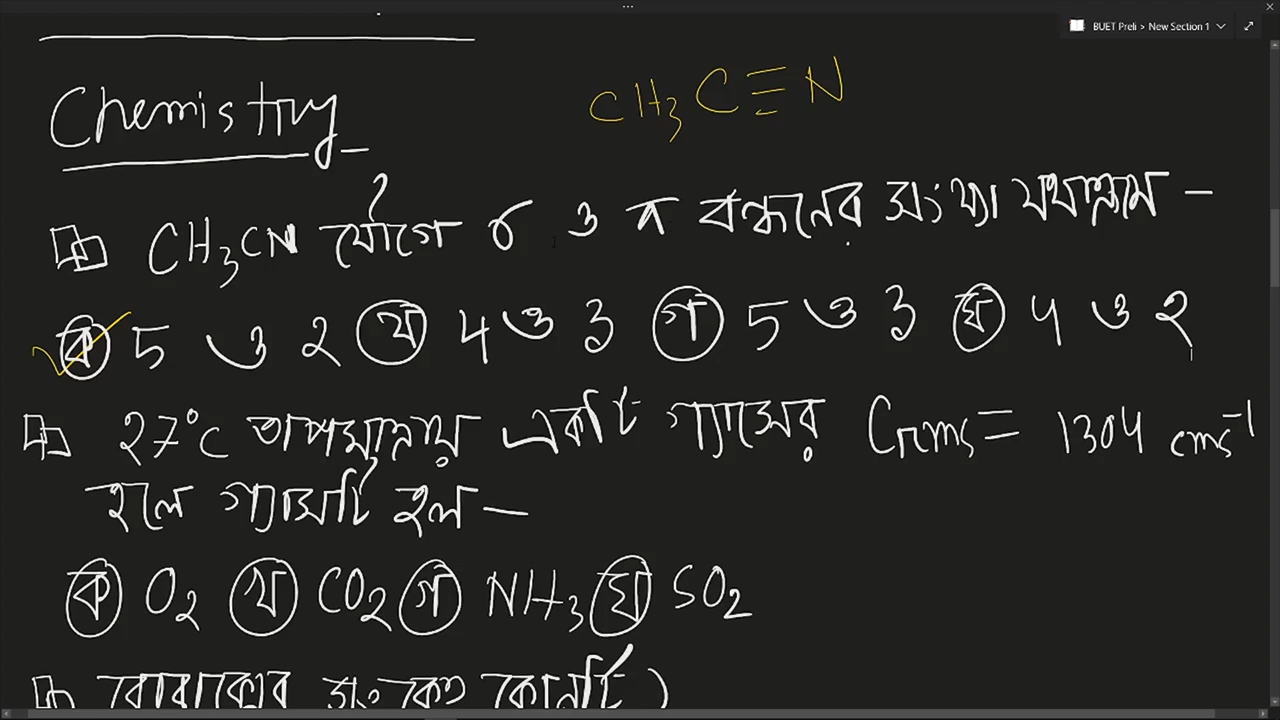 BUET Preli > New Section 1
Chemistry
CH3C≡N
CH3CN যৌগে σ ও π বন্ধনের সংখ্যা যথাক্রমে —
ক 5 ও 2 খ 4 ও 3 গ 5 ও 3 ঘ 4 ও 2
27°C তাপমাত্রায় একটি গ্যাসের Crms = 1304 cms⁻¹
হলে গ্যাসটি হল —
ক O2 খ CO2 গ NH3 ঘ SO2
সংকেত কোনটি?